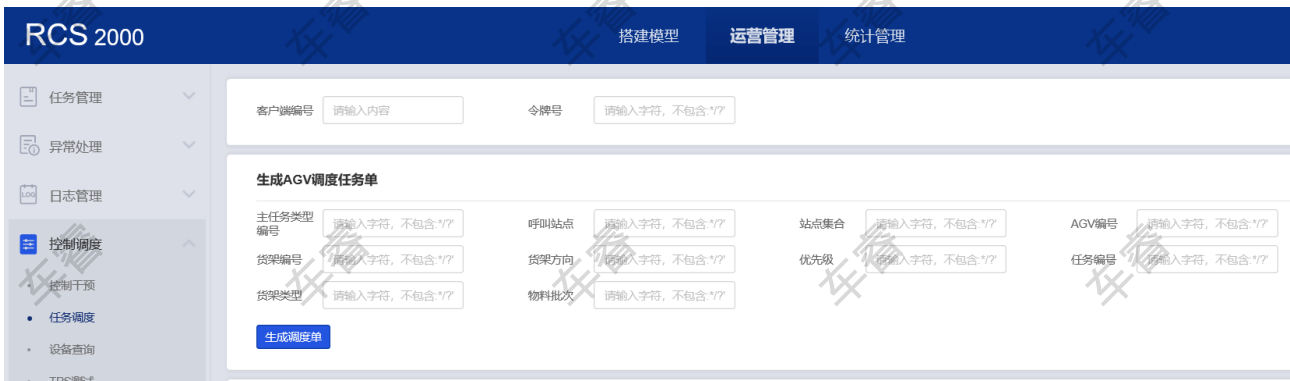 RCS 2000
搭建模型 运营管理 统计管理
任务管理
异常处理
日志管理
控制调度
控制干预
任务调度
设备查询
TPS测试
客户端编号 请输入内容 令牌号 请输入字符，不包含:*/?'
生成AGV调度任务单
主任务类型编号 请输入字符，不包含:*/?' 呼叫站点 请输入字符，不包含:*/?' 站点集合 请输入字符，不包含:*/?' AGV编号 请输入字符，不包含:*/?'
货架编号 请输入字符，不包含:*/?' 货架方向 请输入字符，不包含:*/?' 优先级 请输入字符，不包含:*/?' 任务编号 请输入字符，不包含:*/?'
货架类型 请输入字符，不包含:*/?' 物料批次 请输入字符，不包含:*/?'
生成调度单
车睿